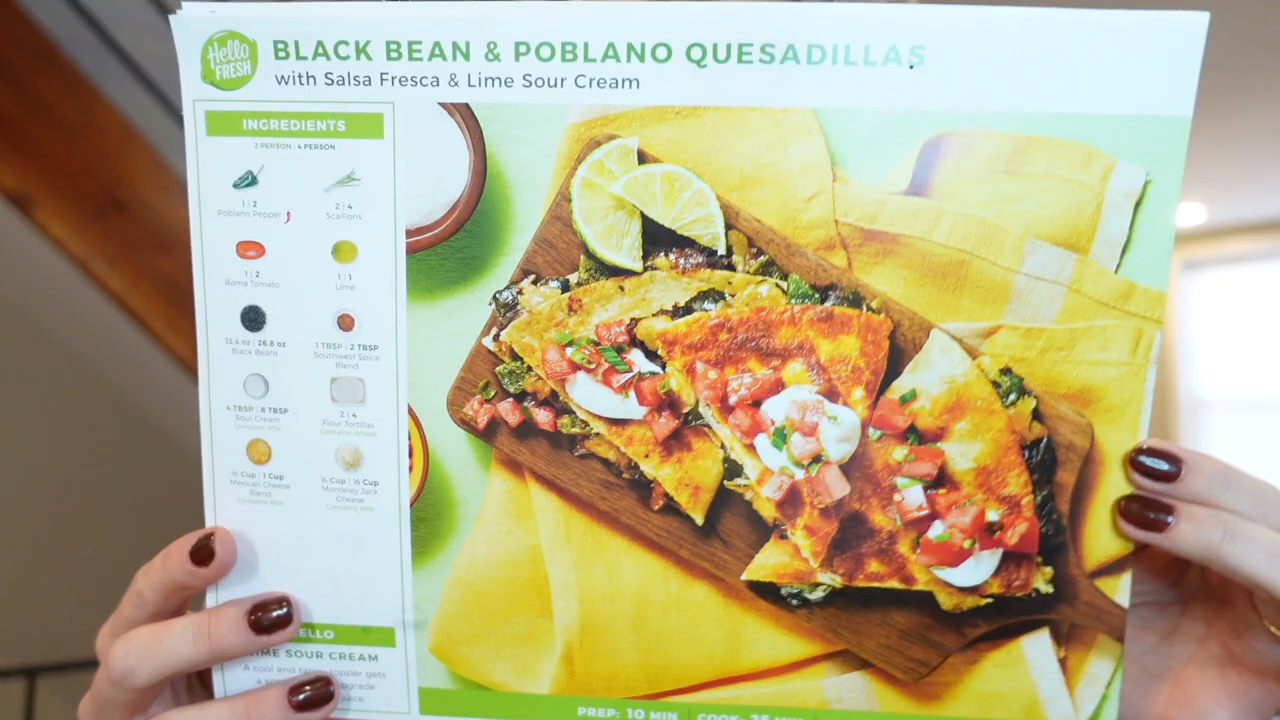 Hello
FRESH
BLACK BEAN & POBLANO QUESADILLAS
with Salsa Fresca & Lime Sour Cream
INGREDIENTS
2 PERSON | 4 PERSON
1 | 2
Poblano Pepper
2 | 4
Scallions
1 | 2
Roma Tomato
1 | 1
Lime
13.4 oz | 26.8 oz
Black Beans
1 TBSP | 2 TBSP
Southwest Spice
Blend
4 TBSP | 8 TBSP
Sour Cream
Contains: Milk
2 | 4
Flour Tortillas
Contains: Wheat
½ Cup | 1 Cup
Mexican Cheese
Blend
Contains: Milk
¼ Cup | ½ Cup
Monterey Jack
Cheese
Contains: Milk
ELLO
LIME SOUR CREAM
A cool and tangy topper gets
PREP: 10 MIN | COOK: 25 MIN